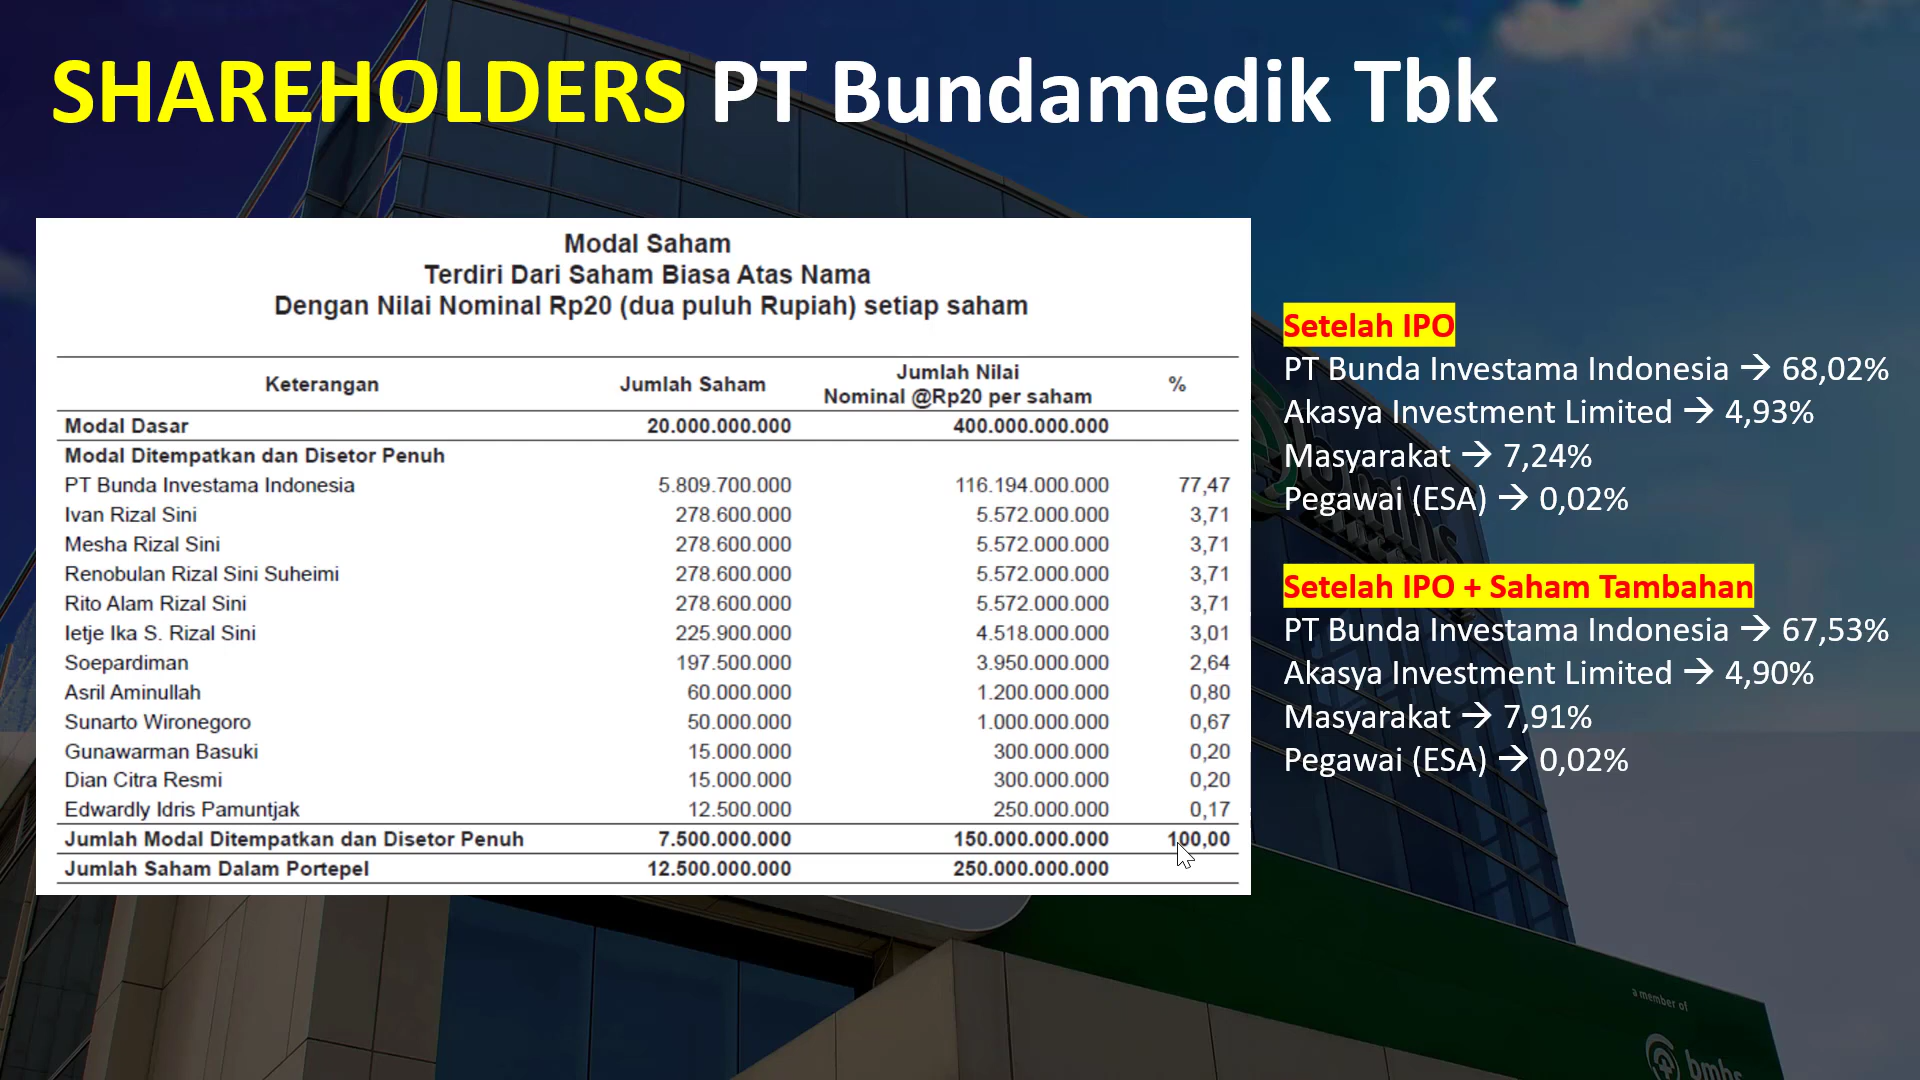 SHAREHOLDERS PT Bundamedik Tbk
Modal Saham
Terdiri Dari Saham Biasa Atas Nama
Dengan Nilai Nominal Rp20 (dua puluh Rupiah) setiap saham
Keterangan Jumlah Saham Jumlah Nilai Nominal @Rp20 per saham %
Modal Dasar 20.000.000.000 400.000.000.000
Modal Ditempatkan dan Disetor Penuh
PT Bunda Investama Indonesia 5.809.700.000 116.194.000.000 77,47
Ivan Rizal Sini 278.600.000 5.572.000.000 3,71
Mesha Rizal Sini 278.600.000 5.572.000.000 3,71
Renobulan Rizal Sini Suheimi 278.600.000 5.572.000.000 3,71
Rito Alam Rizal Sini 278.600.000 5.572.000.000 3,71
Ietje Ika S. Rizal Sini 225.900.000 4.518.000.000 3,01
Soepardiman 197.500.000 3.950.000.000 2,64
Asril Aminullah 60.000.000 1.200.000.000 0,80
Sunarto Wironegoro 50.000.000 1.000.000.000 0,67
Gunawarman Basuki 15.000.000 300.000.000 0,20
Dian Citra Resmi 15.000.000 300.000.000 0,20
Edwardly Idris Pamuntjak 12.500.000 250.000.000 0,17
Jumlah Modal Ditempatkan dan Disetor Penuh 7.500.000.000 150.000.000.000 100,00
Jumlah Saham Dalam Portepel 12.500.000.000 250.000.000.000
Setelah IPO
PT Bunda Investama Indonesia → 68,02%
Akasya Investment Limited → 4,93%
Masyarakat → 7,24%
Pegawai (ESA) → 0,02%
Setelah IPO + Saham Tambahan
PT Bunda Investama Indonesia → 67,53%
Akasya Investment Limited → 4,90%
Masyarakat → 7,91%
Pegawai (ESA) → 0,02%
a member of
bmhs